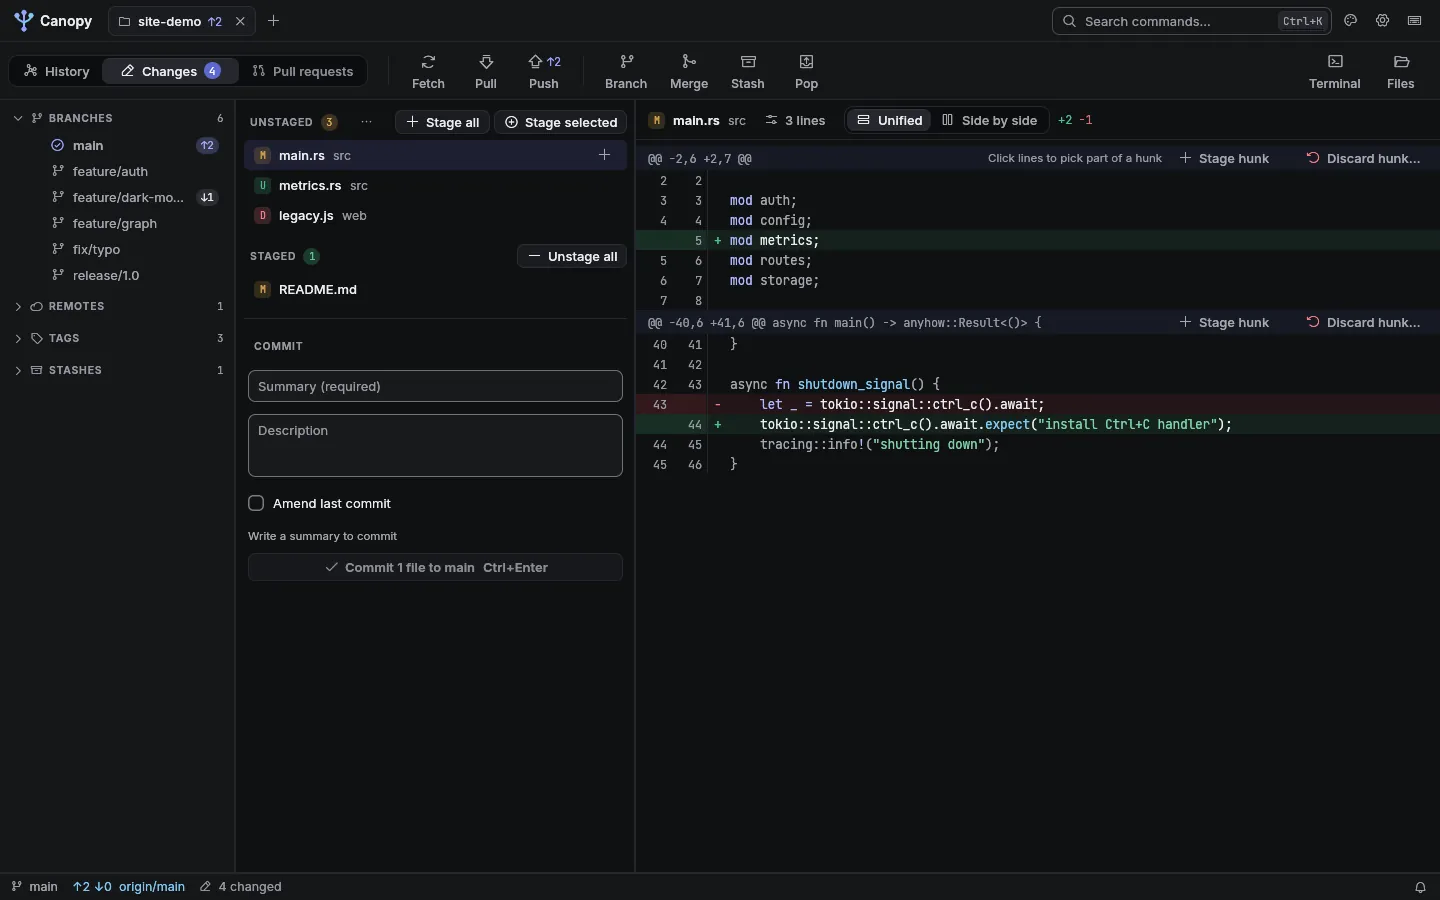 Canopy
site-demo ↑2
Search commands... Ctrl+K
History
Changes 4
Pull requests
Fetch
Pull
↑2
Push
Branch
Merge
Stash
Pop
Terminal
Files
BRANCHES 6
main ↑2
feature/auth
feature/dark-mo... ↓1
feature/graph
fix/typo
release/1.0
REMOTES 1
TAGS 3
STASHES 1
UNSTAGED 3 ... + Stage all Stage selected
M main.rs src +
U metrics.rs src
D legacy.js web
STAGED 1 — Unstage all
M README.md
COMMIT
Summary (required)
Description
Amend last commit
Write a summary to commit
Commit 1 file to main Ctrl+Enter
M main.rs src 3 lines Unified Side by side +2 -1
@@ -2,6 +2,7 @@ Click lines to pick part of a hunk + Stage hunk Discard hunk...
2 2
3 3 mod auth;
4 4 mod config;
5 + mod metrics;
5 6 mod routes;
6 7 mod storage;
7 8
@@ -40,6 +41,6 @@ async fn main() -> anyhow::Result<()> { + Stage hunk Discard hunk...
40 41 }
41 42
42 43 async fn shutdown_signal() {
43 - let _ = tokio::signal::ctrl_c().await;
44 + tokio::signal::ctrl_c().await.expect("install Ctrl+C handler");
44 45 tracing::info!("shutting down");
45 46 }
main ↑2 ↓0 origin/main 4 changed